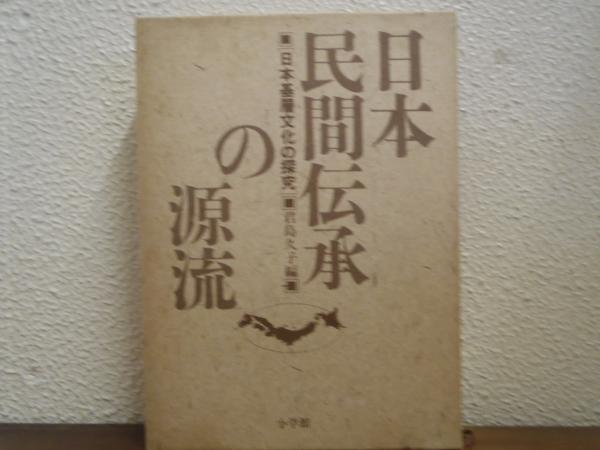 日本
民間伝承
の
源流
日本基層文化の探究
君島久子編
小学館